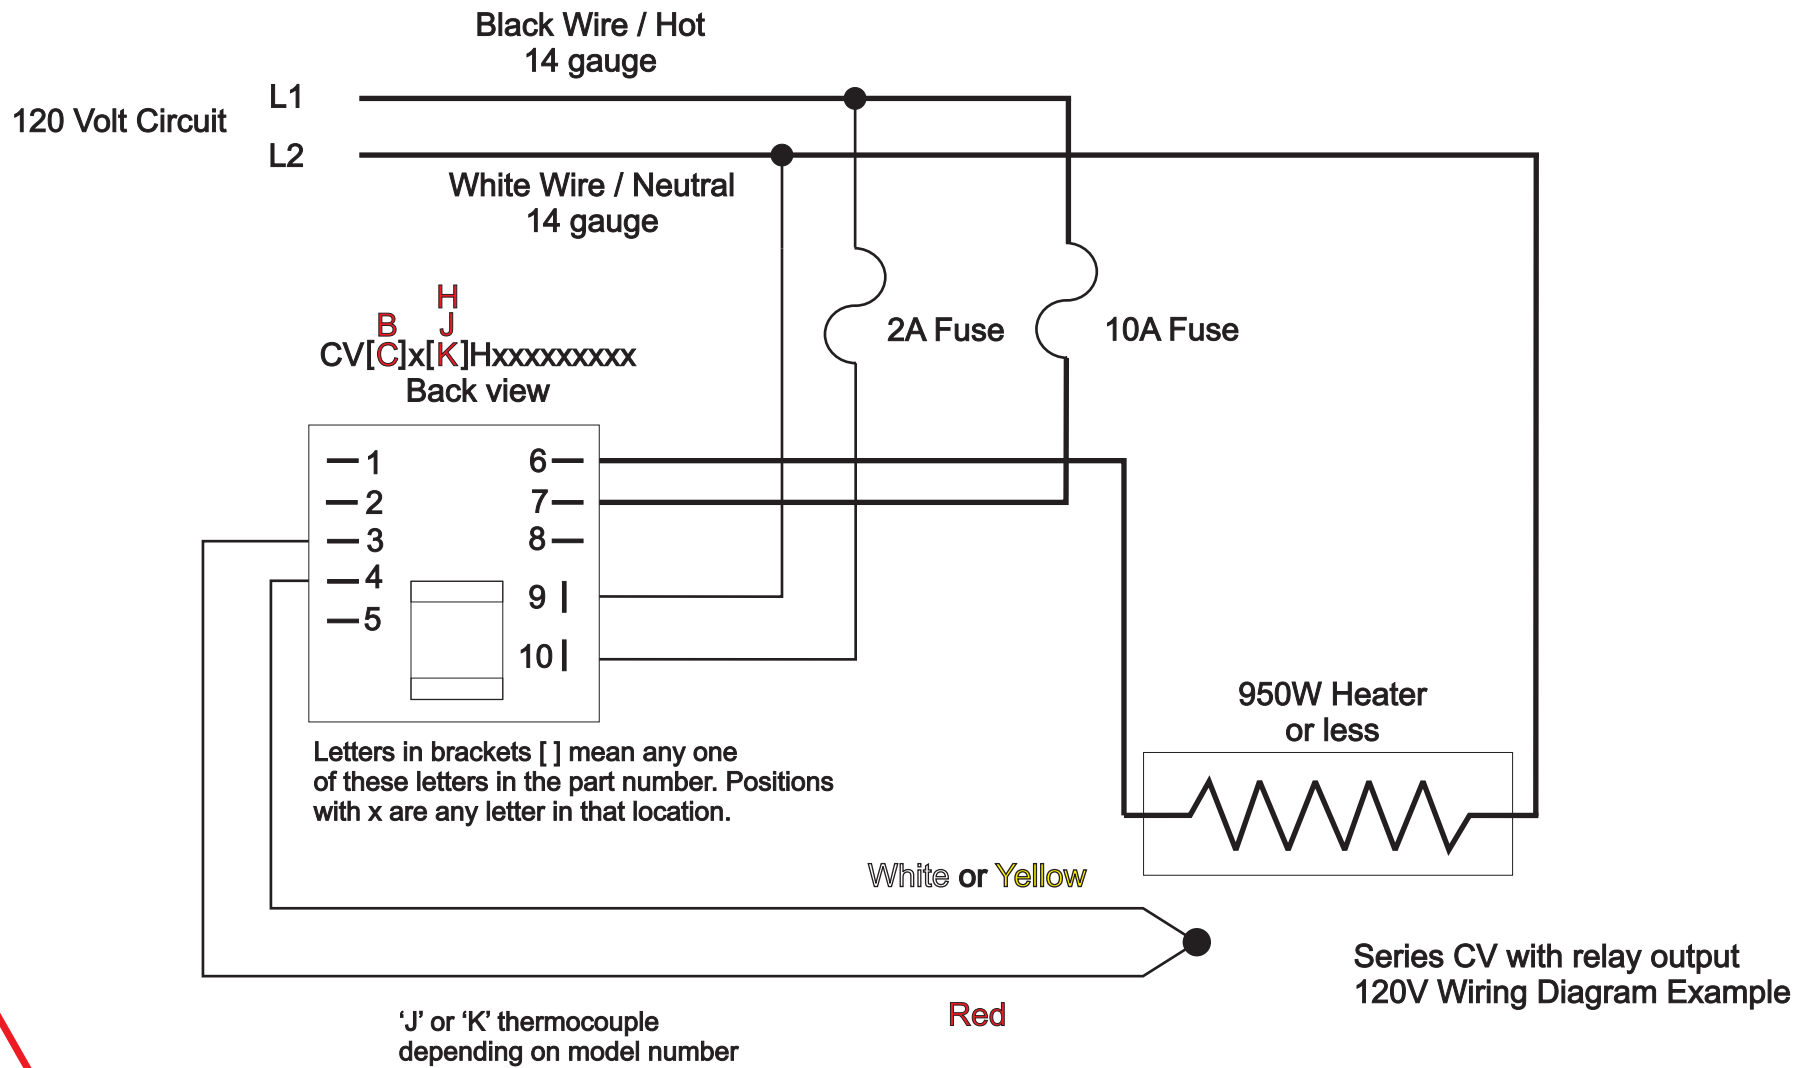 Black Wire / Hot
14 gauge
L1
120 Volt Circuit
L2
White Wire / Neutral
14 gauge
H
B J
CV[C]x[K]Hxxxxxxxxx
Back view
2A Fuse
10A Fuse
1
2
3
4
5
6
7
8
9
10
Letters in brackets [ ] mean any one
of these letters in the part number. Positions
with x are any letter in that location.
950W Heater
or less
White or Yellow
Red
‘J’ or ‘K’ thermocouple
depending on model number
Series CV with relay output
120V Wiring Diagram Example